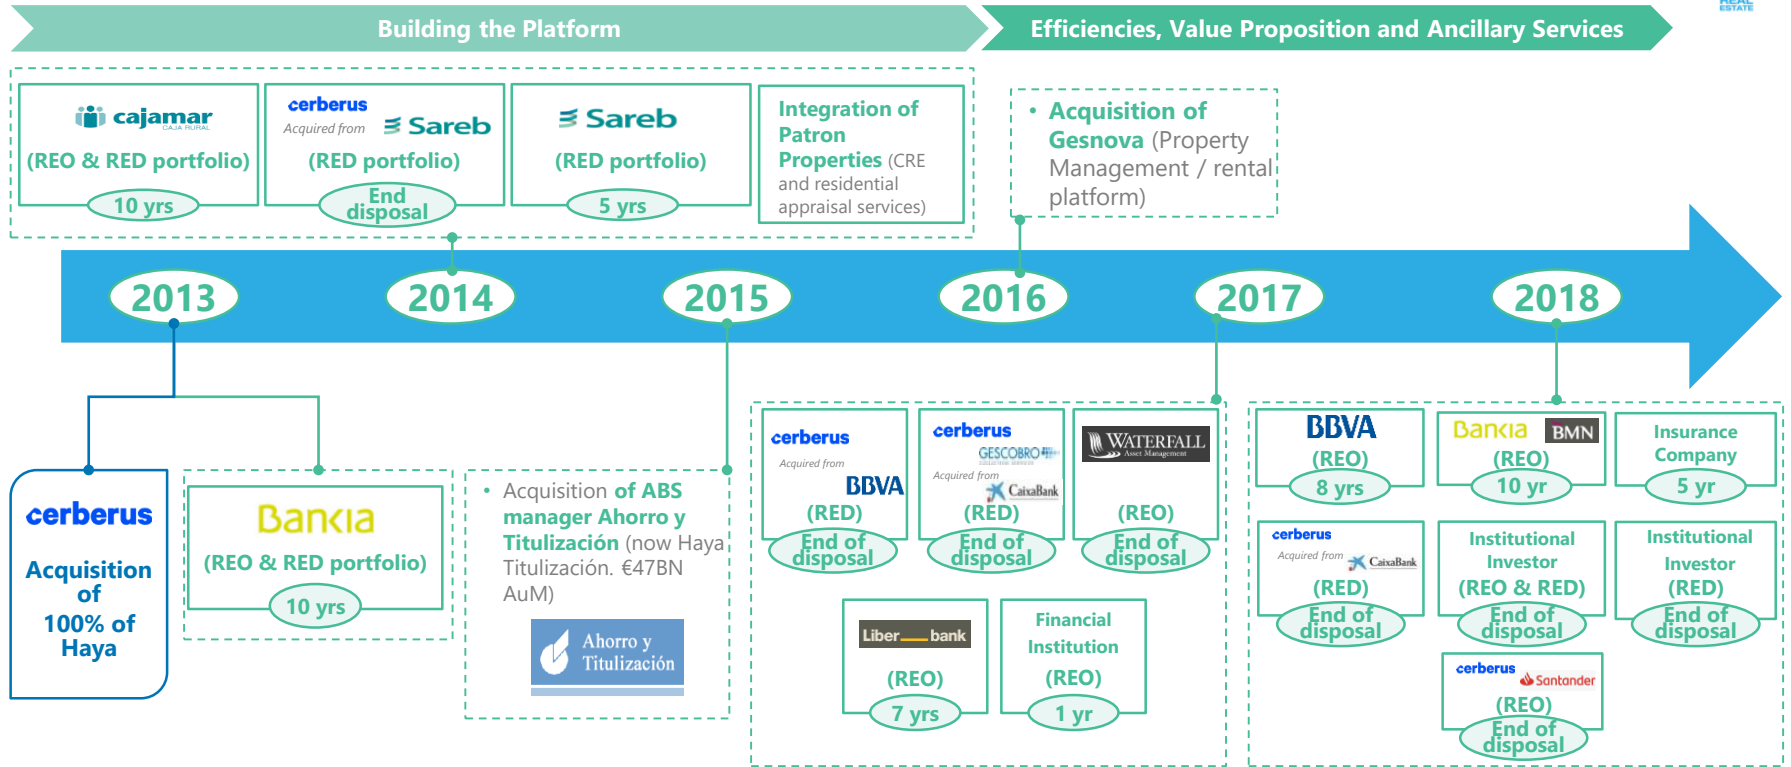 REAL
ESTATE
Building the Platform
Efficiencies, Value Proposition and Ancillary Services
cajamar
CAJA RURAL
(REO & RED portfolio)
10 yrs
cerberus
Acquired from
Sareb
(RED portfolio)
End
disposal
Sareb
(RED portfolio)
5 yrs
Integration of
Patron
Properties (CRE
and residential
appraisal services)
• Acquisition of
Gesnova (Property
Management / rental
platform)
2013
2014
2015
2016
2017
2018
cerberus
Acquisition
of
100% of
Haya
Bankia
(REO & RED portfolio)
10 yrs
• Acquisition of ABS
manager Ahorro y
Titulización (now Haya
Titulización. €47BN
AuM)
Ahorro y
Titulización
cerberus
Acquired from
BBVA
(RED)
End of
disposal
cerberus
GESCOBRO
Acquired from
CaixaBank
(RED)
End of
disposal
WATERFALL
Asset Management
(REO)
End of
disposal
Liberbank
(REO)
7 yrs
Financial
Institution
(REO)
1 yr
BBVA
(REO)
8 yrs
Bankia
BMN
(REO)
10 yr
Insurance
Company
5 yr
cerberus
Acquired from
CaixaBank
(RED)
End of
disposal
Institutional
Investor
(REO & RED)
End of
disposal
Institutional
Investor
(RED)
End of
disposal
cerberus
Santander
(REO)
End of
disposal